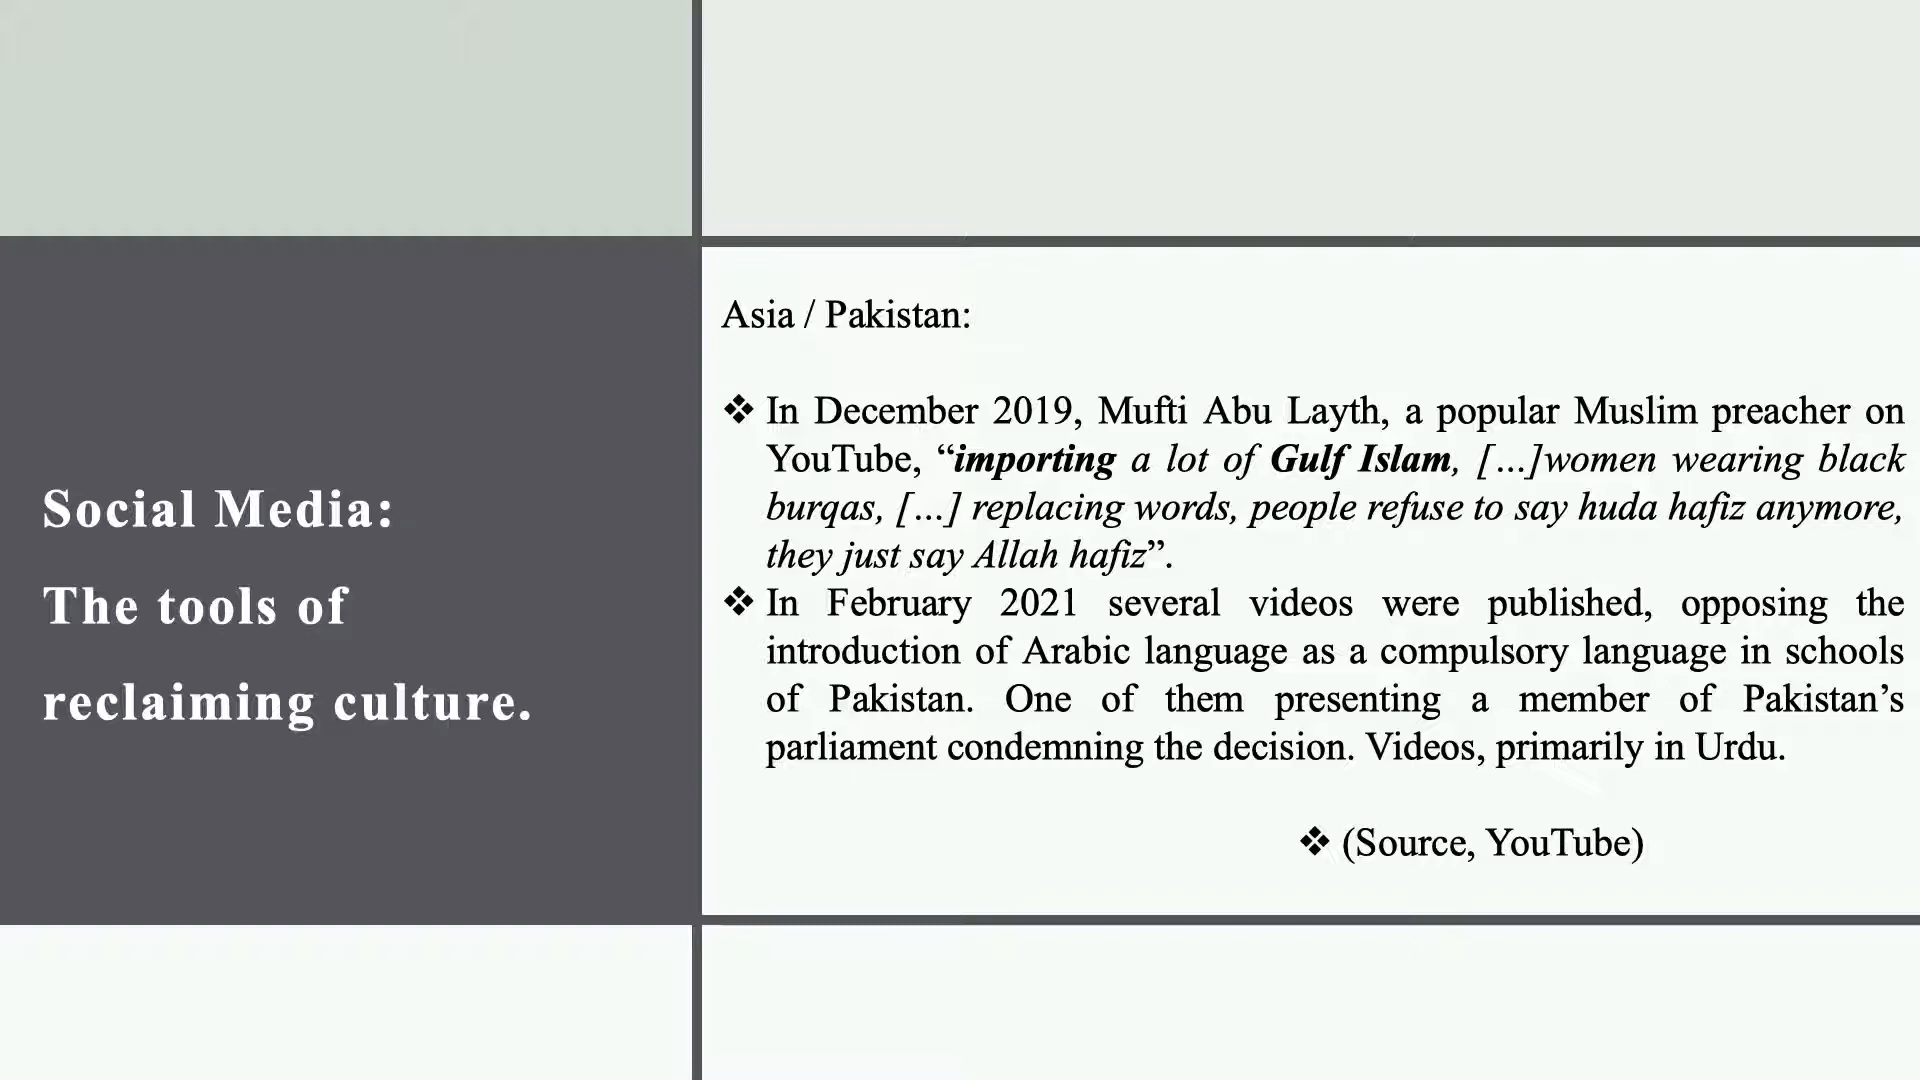 Social Media:
The tools of
reclaiming culture.
Asia / Pakistan:
❖ In December 2019, Mufti Abu Layth, a popular Muslim preacher on
YouTube, “importing a lot of Gulf Islam, […]women wearing black
burqas, […] replacing words, people refuse to say huda hafiz anymore,
they just say Allah hafiz”.
❖ In February 2021 several videos were published, opposing the
introduction of Arabic language as a compulsory language in schools
of Pakistan. One of them presenting a member of Pakistan’s
parliament condemning the decision. Videos, primarily in Urdu.
❖ (Source, YouTube)